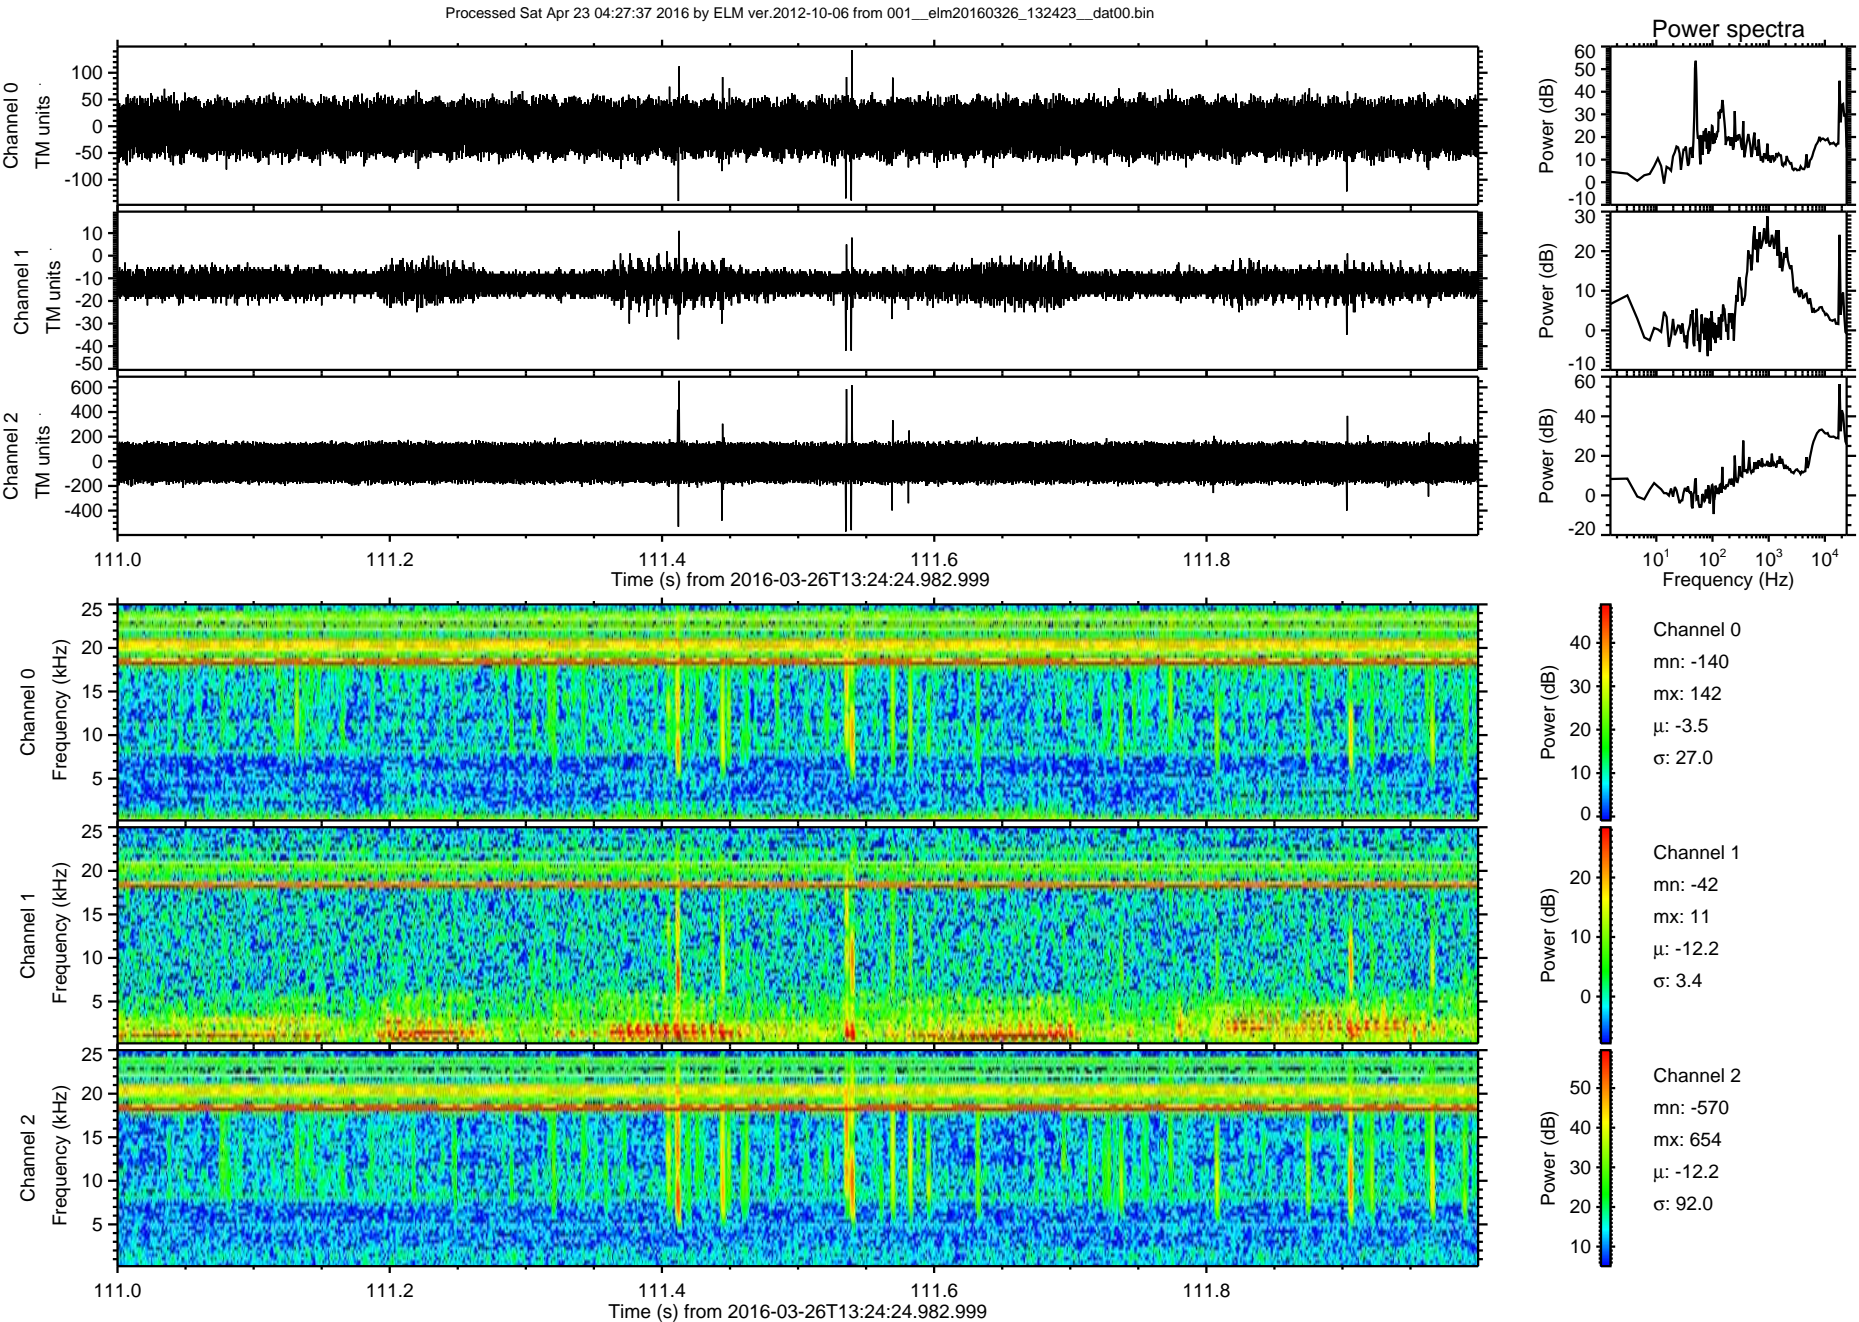 Processed Sat Apr 23 04:27:37 2016 by ELM ver.2012-10-06 from 001__elm20160326_132423__dat00.bin
Power spectra
Channel 0
TM units
100
50
0
-50
-100
Power (dB)
60
50
40
30
20
10
0
-10
Channel 1
TM units
10
0
-10
-20
-30
-40
-50
Power (dB)
30
20
10
0
-10
Channel 2
TM units
600
400
200
0
-200
-400
Power (dB)
60
40
20
0
-20
111.0 111.2 111.4 111.6 111.8
Time (s) from 2016-03-26T13:24:24.982.999
10^1 10^2 10^3 10^4
Frequency (Hz)
Channel 0
Frequency (kHz)
25
20
15
10
5
Power (dB)
40
30
20
10
0
Channel 0
mn: -140
mx: 142
μ: -3.5
σ: 27.0
Channel 1
Frequency (kHz)
25
20
15
10
5
Power (dB)
20
10
0
Channel 1
mn: -42
mx: 11
μ: -12.2
σ: 3.4
Channel 2
Frequency (kHz)
25
20
15
10
5
Power (dB)
50
40
30
20
10
Channel 2
mn: -570
mx: 654
μ: -12.2
σ: 92.0
111.0 111.2 111.4 111.6 111.8
Time (s) from 2016-03-26T13:24:24.982.999